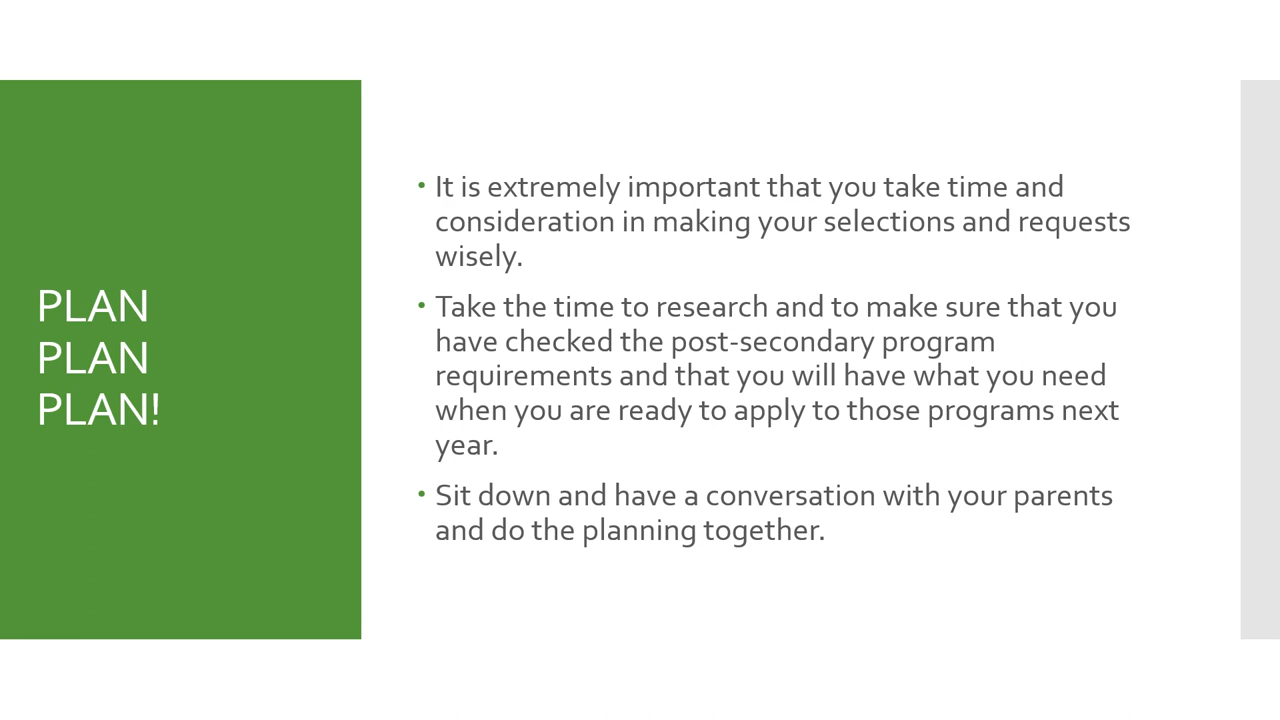 PLAN
PLAN
PLAN!
• It is extremely important that you take time and
consideration in making your selections and requests
wisely.
• Take the time to research and to make sure that you
have checked the post-secondary program
requirements and that you will have what you need
when you are ready to apply to those programs next
year.
• Sit down and have a conversation with your parents
and do the planning together.